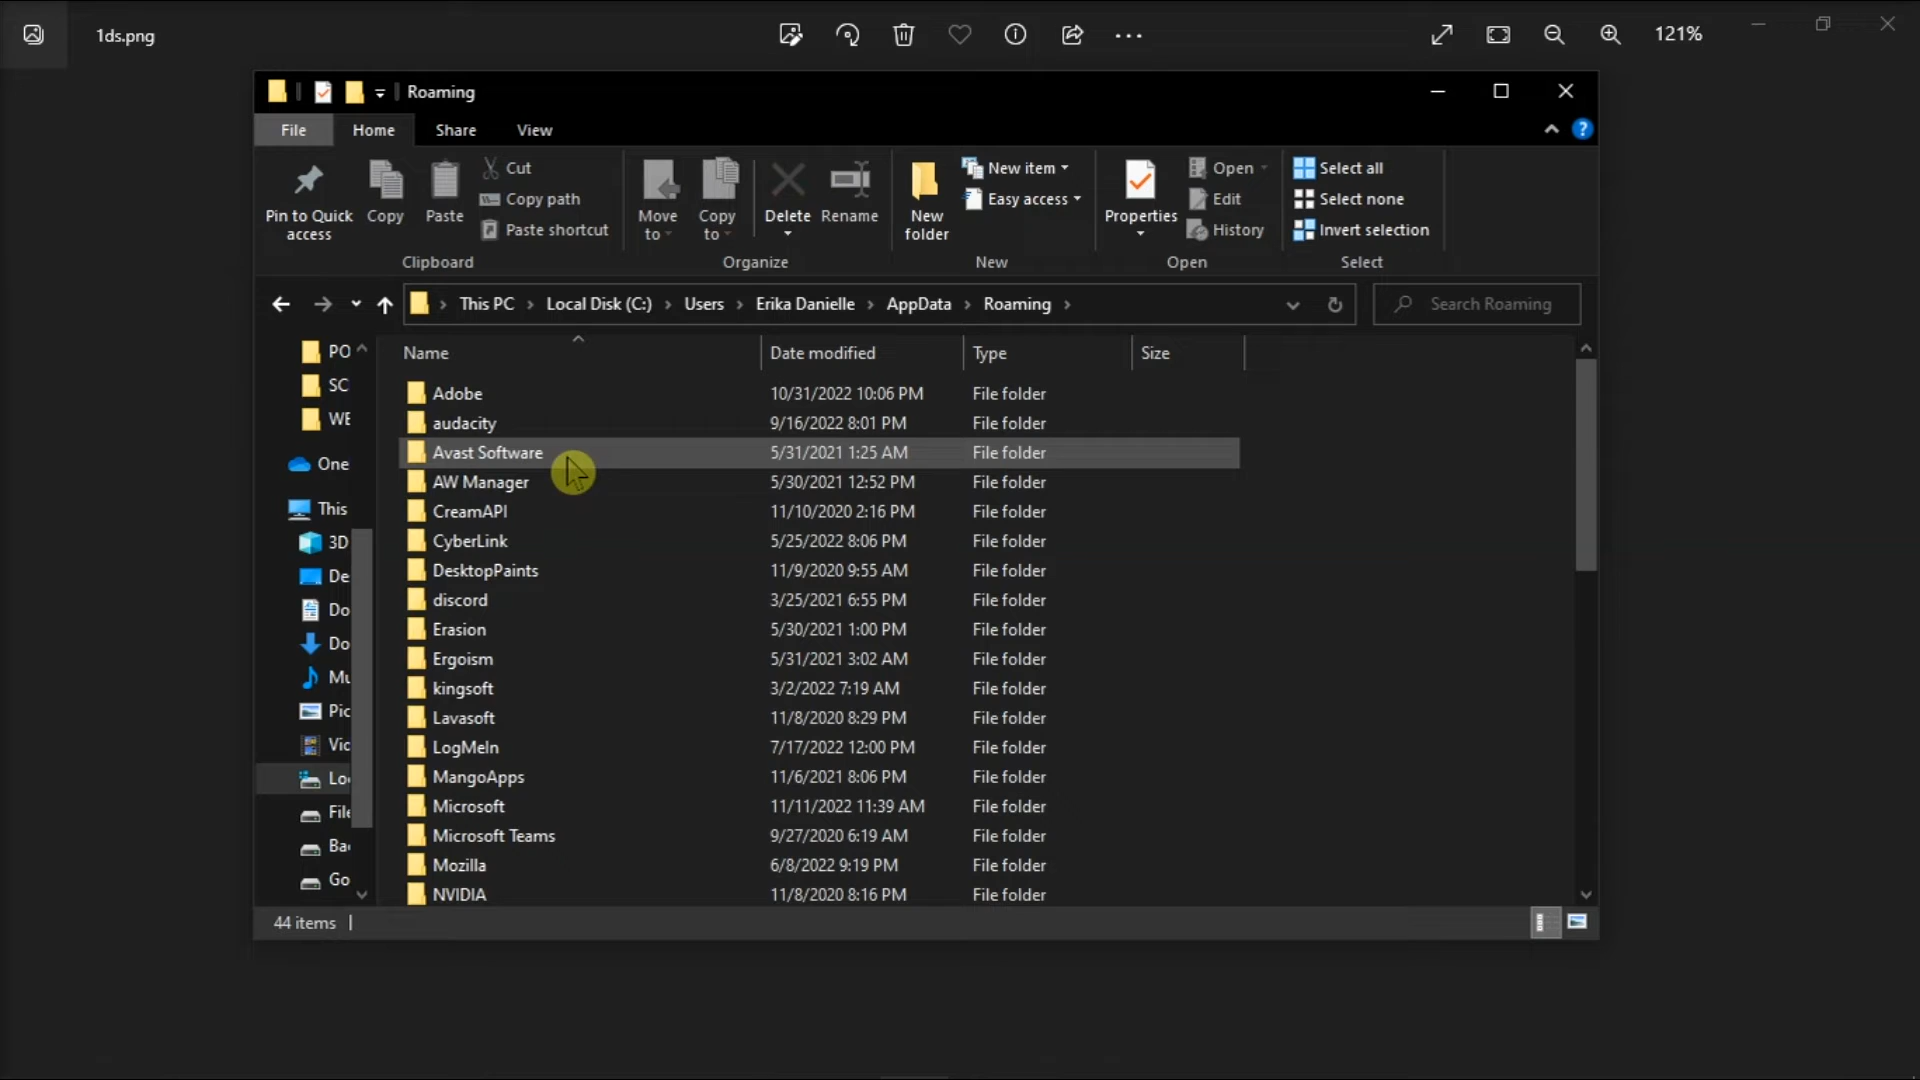 1ds.png
121%
Roaming
File Home Share View
Pin to Quick access
Copy
Paste
Cut
Copy path
Paste shortcut
Clipboard
Move to
Copy to
Delete
Rename
Organize
New folder
New item
Easy access
New
Properties
Open
Edit
History
Open
Select all
Select none
Invert selection
Select
This PC Local Disk (C:) Users Erika Danielle AppData Roaming
Search Roaming
PO
SC
WE
One
This
3D
De
Do
Do
Mu
Pic
Vic
Loc
File
Bac
Go
Name Date modified Type Size
Adobe 10/31/2022 10:06 PM File folder
audacity 9/16/2022 8:01 PM File folder
Avast Software 5/31/2021 1:25 AM File folder
AW Manager 5/30/2021 12:52 PM File folder
CreamAPI 11/10/2020 2:16 PM File folder
CyberLink 5/25/2022 8:06 PM File folder
DesktopPaints 11/9/2020 9:55 AM File folder
discord 3/25/2021 6:55 PM File folder
Erasion 5/30/2021 1:00 PM File folder
Ergoism 5/31/2021 3:02 AM File folder
kingsoft 3/2/2022 7:19 AM File folder
Lavasoft 11/8/2020 8:29 PM File folder
LogMeIn 7/17/2022 12:00 PM File folder
MangoApps 11/6/2021 8:06 PM File folder
Microsoft 11/11/2022 11:39 AM File folder
Microsoft Teams 9/27/2020 6:19 AM File folder
Mozilla 6/8/2022 9:19 PM File folder
NVIDIA 11/8/2020 8:16 PM File folder
44 items